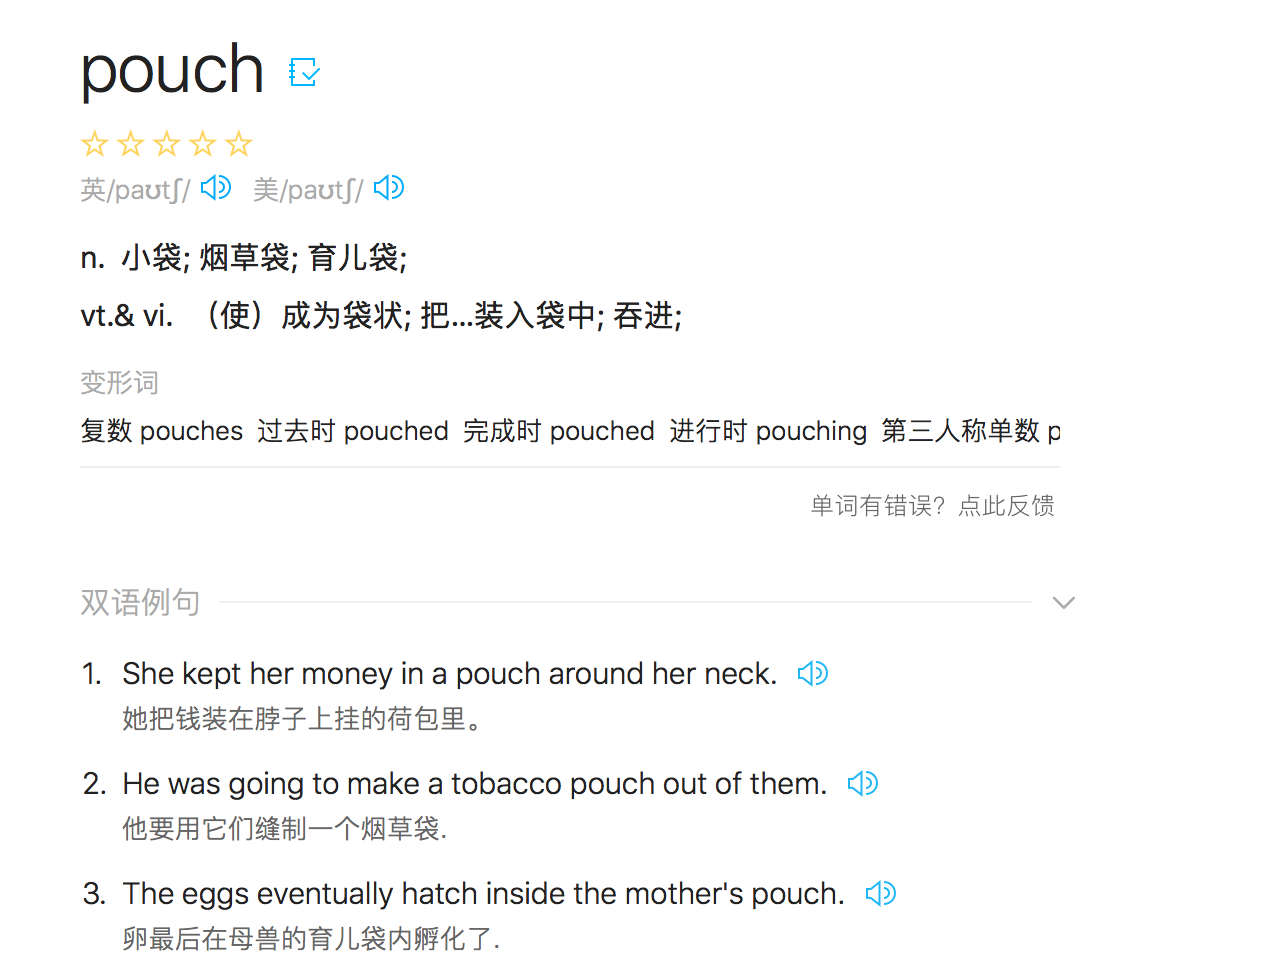 pouch
英/paʊtʃ/ 美/paʊtʃ/
n. 小袋; 烟草袋; 育儿袋;
vt.& vi. （使）成为袋状; 把...装入袋中; 吞进;
变形词
复数 pouches 过去时 pouched 完成时 pouched 进行时 pouching 第三人称单数 p
单词有错误？点此反馈
双语例句
1. She kept her money in a pouch around her neck.
她把钱装在脖子上挂的荷包里。
2. He was going to make a tobacco pouch out of them.
他要用它们缝制一个烟草袋.
3. The eggs eventually hatch inside the mother's pouch.
卵最后在母兽的育儿袋内孵化了.